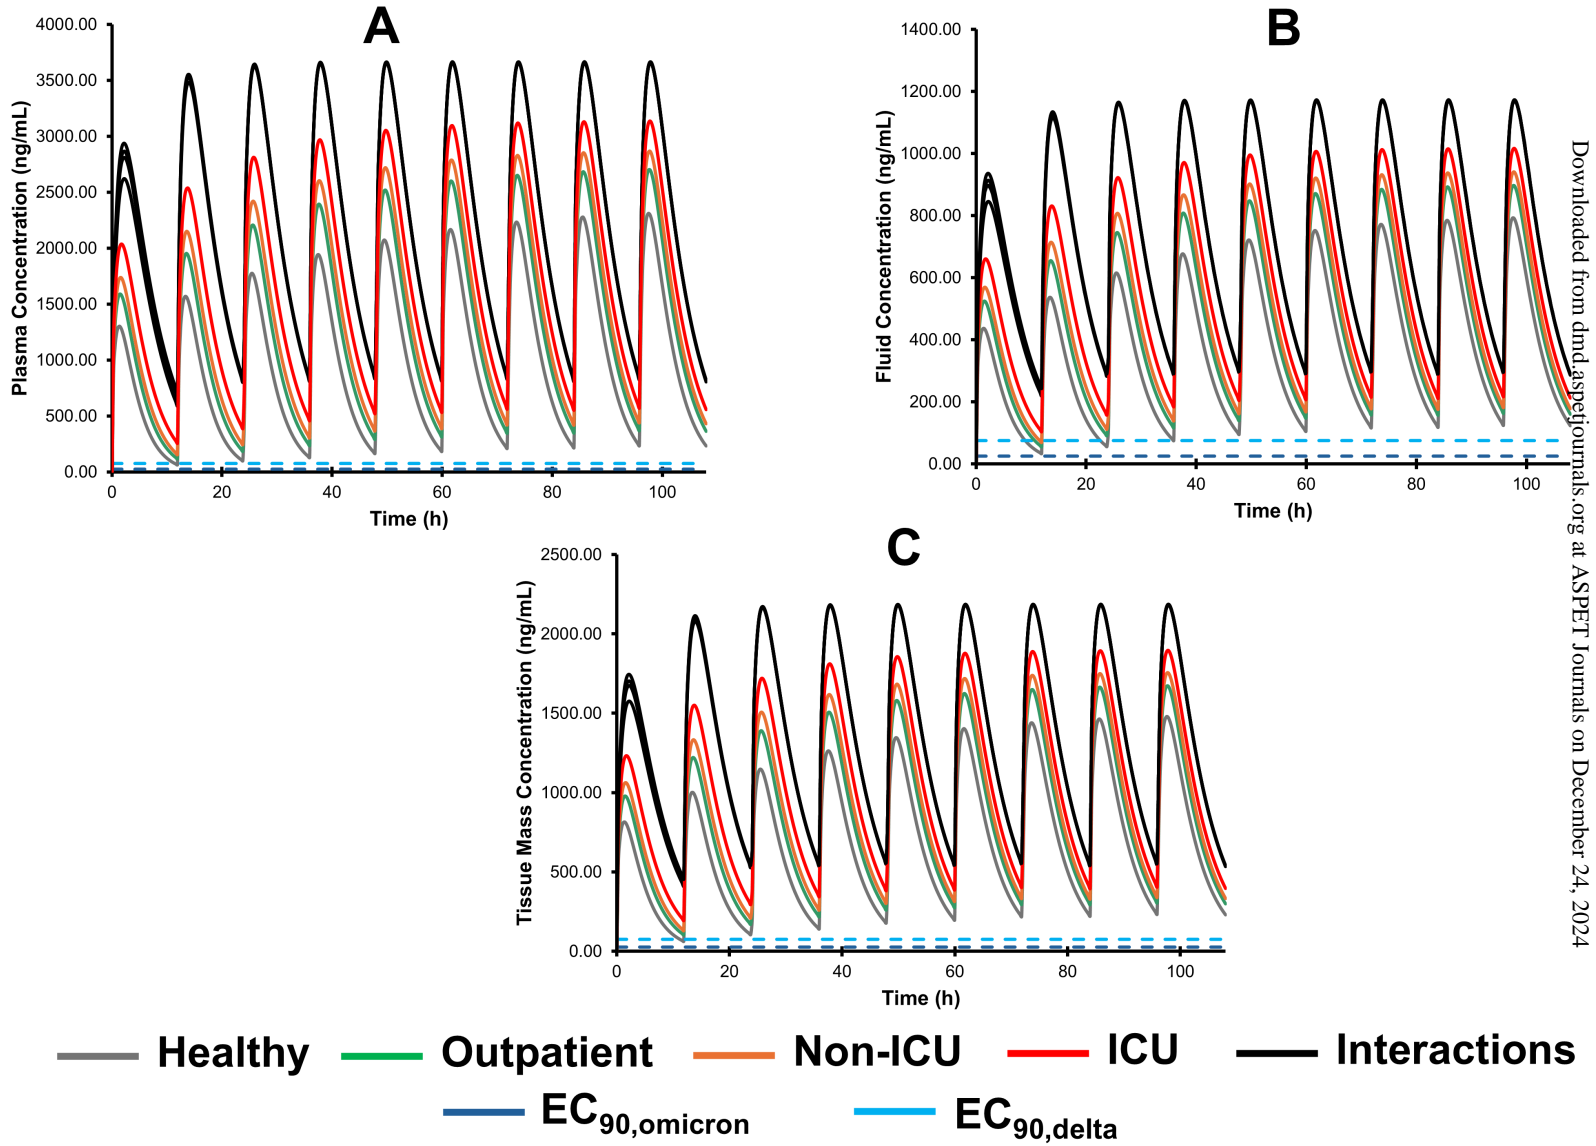 A
4000.00
3500.00
3000.00
2500.00
2000.00
1500.00
1000.00
500.00
0.00
Plasma Concentration (ng/mL)
0 20 40 60 80 100
Time (h)
B
1400.00
1200.00
1000.00
800.00
600.00
400.00
200.00
0.00
Fluid Concentration (ng/mL)
0 20 40 60 80 100
Time (h)
C
2500.00
2000.00
1500.00
1000.00
500.00
0.00
Tissue Mass Concentration (ng/mL)
0 20 40 60 80 100
Time (h)
Healthy Outpatient Non-ICU ICU Interactions
EC90,omicron EC90,delta
Downloaded from dmd.aspetjournals.org at ASPET Journals on December 24, 2024